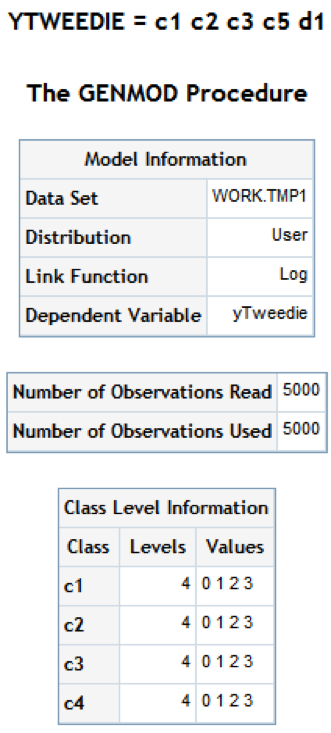 YTWEEDIE = c1 c2 c3 c5 d1
The GENMOD Procedure
Model Information
Data Set WORK.TMP1
Distribution User
Link Function Log
Dependent Variable yTweedie
Number of Observations Read 5000
Number of Observations Used 5000
Class Level Information
Class Levels Values
c1 4 0 1 2 3
c2 4 0 1 2 3
c3 4 0 1 2 3
c4 4 0 1 2 3